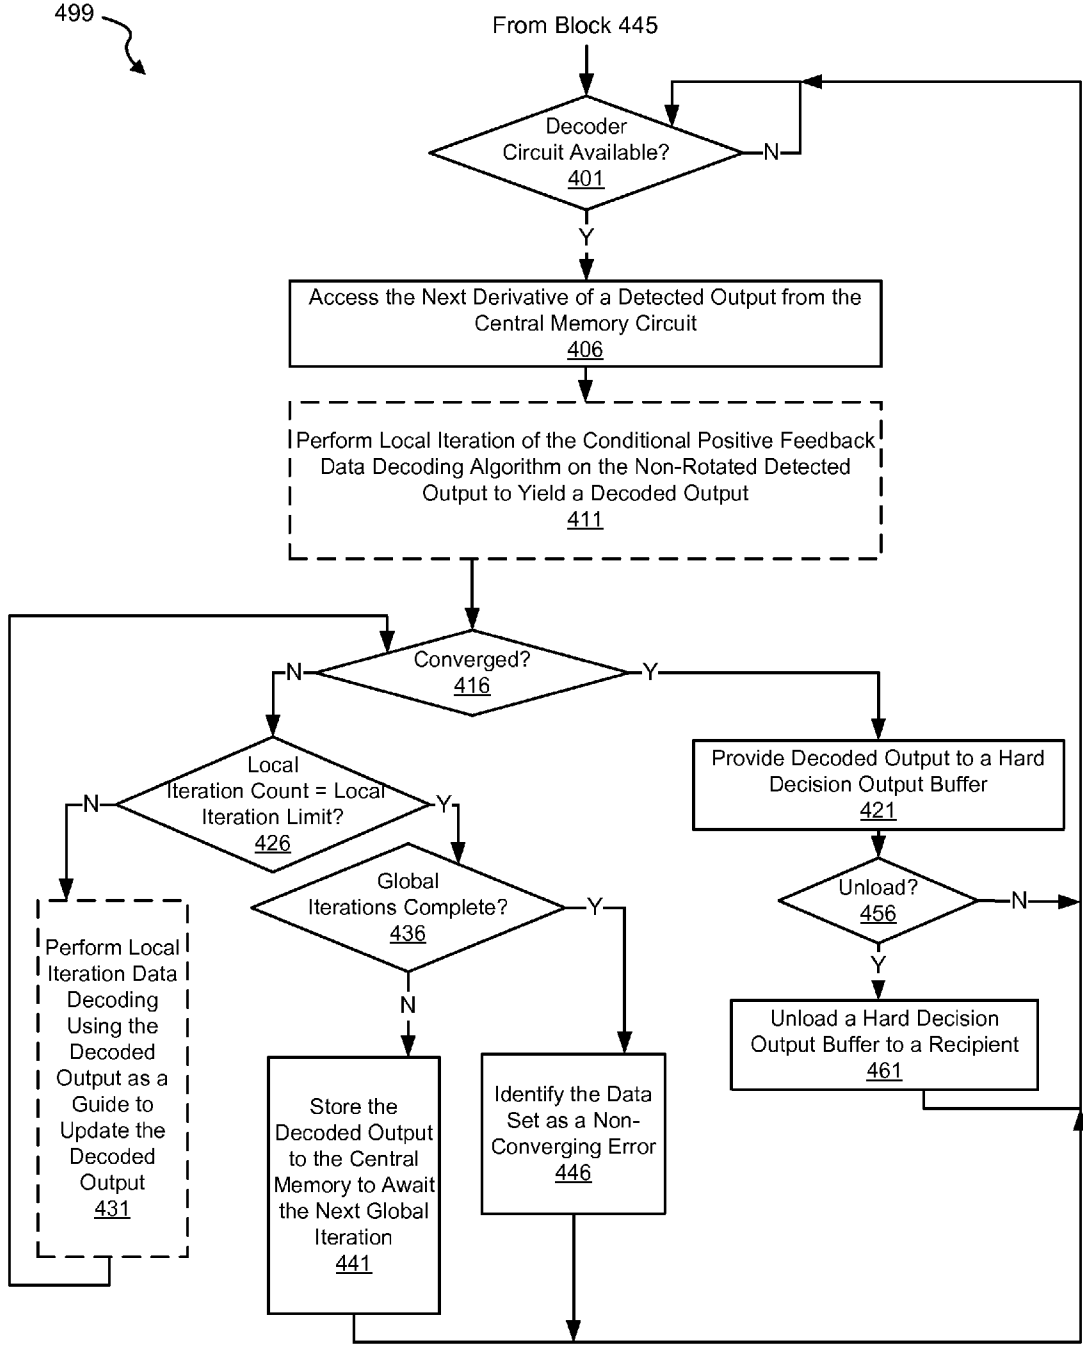 499
From Block 445
Decoder
Circuit Available?
401
N
Y
Access the Next Derivative of a Detected Output from the
Central Memory Circuit
406
Perform Local Iteration of the Conditional Positive Feedback
Data Decoding Algorithm on the Non-Rotated Detected
Output to Yield a Decoded Output
411
Converged?
416
N
Y
Local
Iteration Count = Local
Iteration Limit?
426
N
Y
Provide Decoded Output to a Hard
Decision Output Buffer
421
Global
Iterations Complete?
436
Y
N
Unload?
456
N
Y
Perform Local
Iteration Data
Decoding
Using the
Decoded
Output as a
Guide to
Update the
Decoded
Output
431
Unload a Hard Decision
Output Buffer to a Recipient
461
Store the
Decoded Output
to the Central
Memory to Await
the Next Global
Iteration
441
Identify the Data
Set as a Non-
Converging Error
446